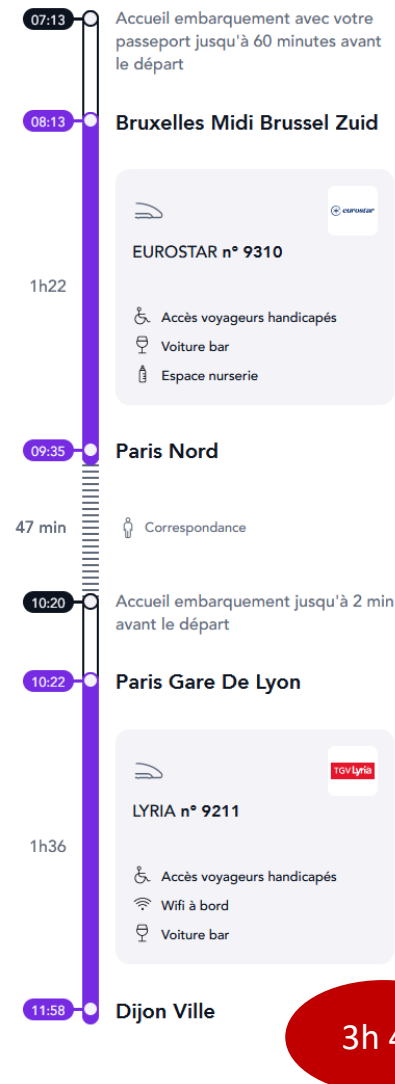 07:13
Accueil embarquement avec votre
passeport jusqu'à 60 minutes avant
le départ
08:13
Bruxelles Midi Brussel Zuid
eurostar
EUROSTAR n° 9310
1h22
Accès voyageurs handicapés
Voiture bar
Espace nurserie
09:35
Paris Nord
47 min
Correspondance
10:20
Accueil embarquement jusqu'à 2 min
avant le départ
10:22
Paris Gare De Lyon
TGV Lyria
LYRIA n° 9211
1h36
Accès voyageurs handicapés
Wifi à bord
Voiture bar
11:58
Dijon Ville
3h 4